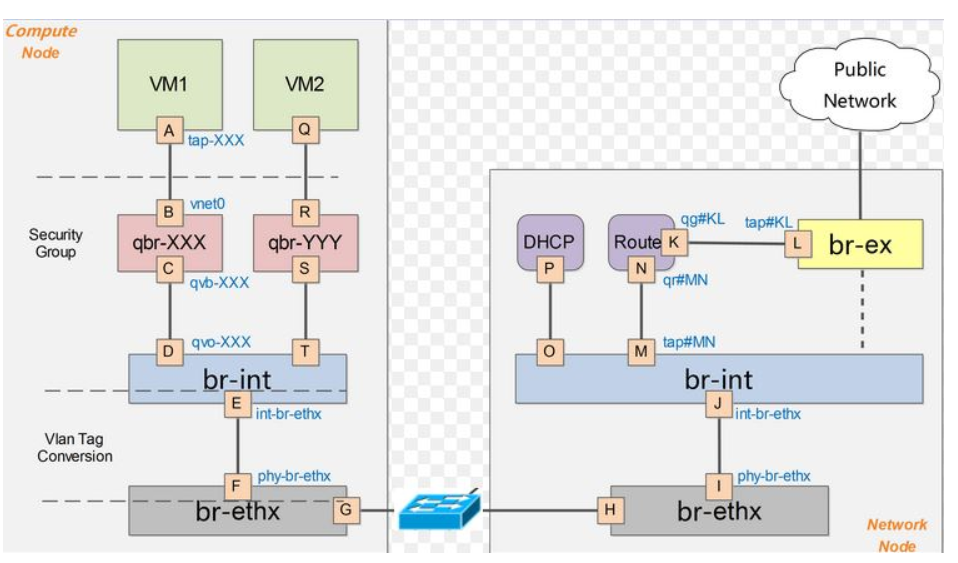 Compute
Node
VM1
VM2
A
Q
tap-XXX
Public
Network
B
vnet0
R
Security
Group
qbr-XXX
qbr-YYY
C
qvb-XXX
S
DHCP
Route
K
qg#KL
tap#KL
L
br-ex
P
N
qr#MN
D
qvo-XXX
T
O
M
tap#MN
br-int
br-int
E
int-br-ethx
J
int-br-ethx
Vlan Tag
Conversion
F
phy-br-ethx
I
phy-br-ethx
br-ethx
G
H
br-ethx
Network
Node